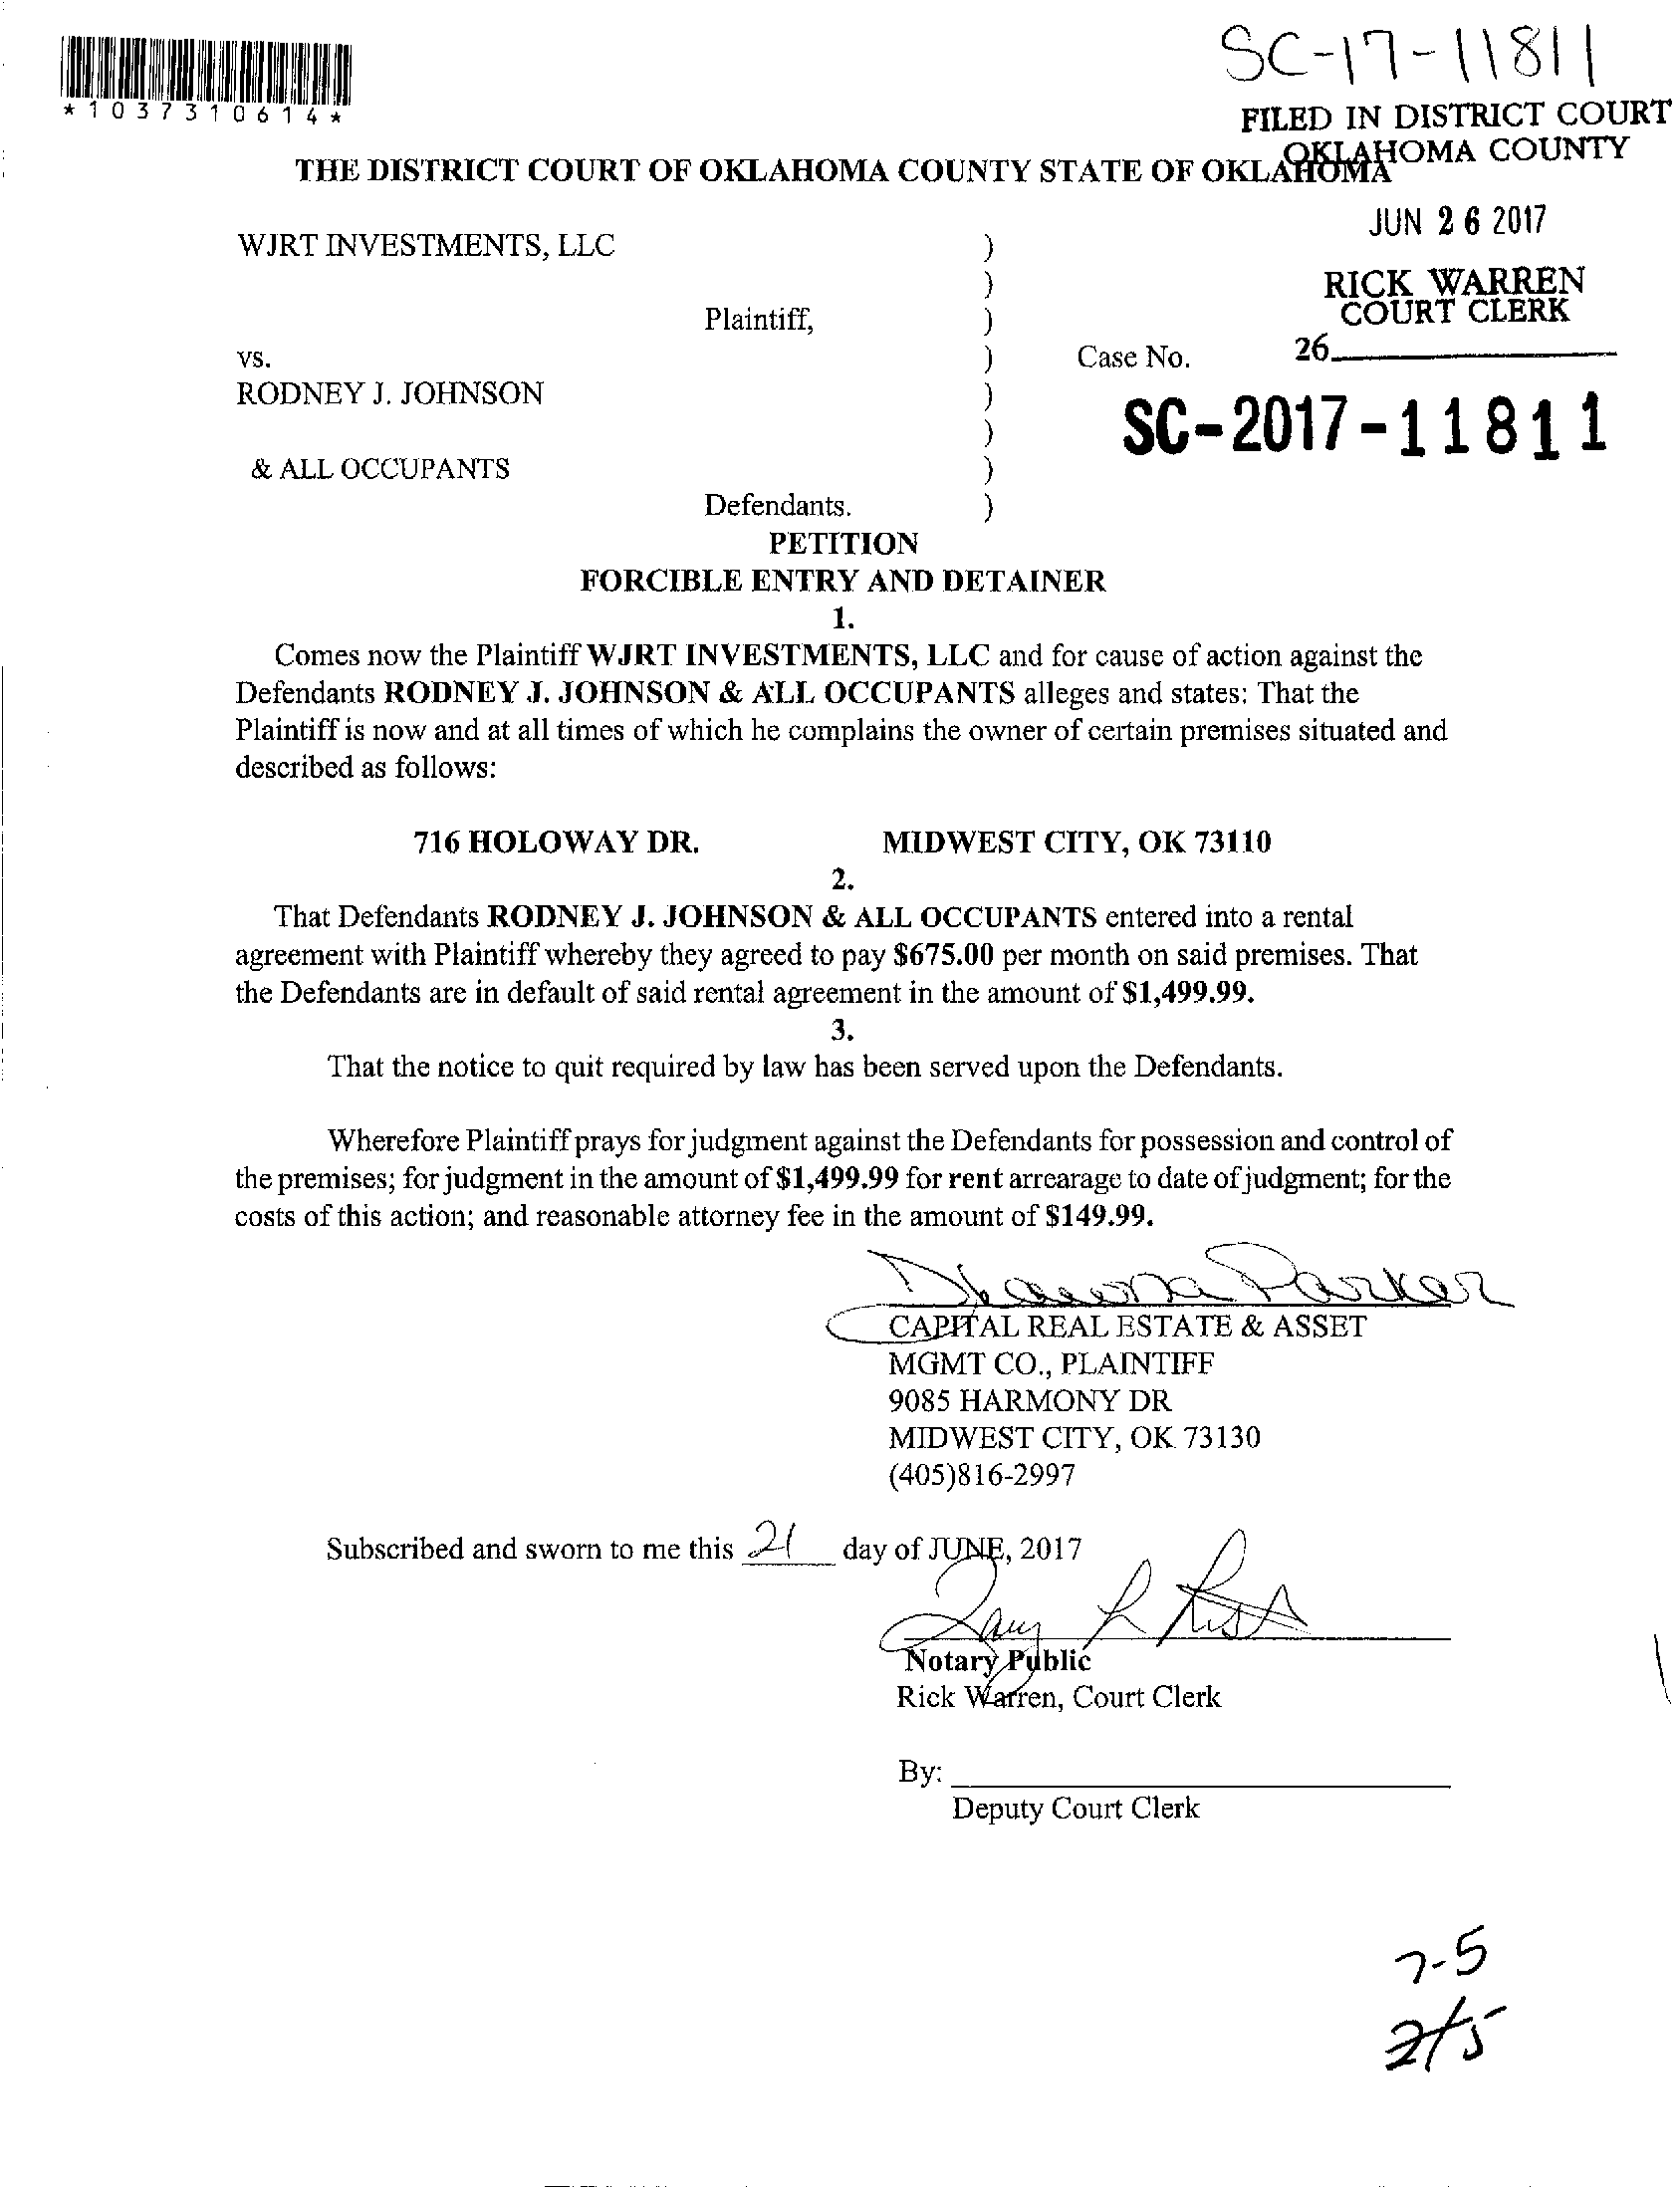 SC-17-11811
*1037310614*
FILED IN DISTRICT COURT
OKLAHOMA COUNTY
THE DISTRICT COURT OF OKLAHOMA COUNTY STATE OF OKLAHOMA
JUN 26 2017
WJRT INVESTMENTS, LLC )
)
RICK WARREN
COURT CLERK
Plaintiff, )
26
vs. ) Case No.
RODNEY J. JOHNSON )
SC-2017-11811
)
& ALL OCCUPANTS )
Defendants. )
PETITION
FORCIBLE ENTRY AND DETAINER
1.
Comes now the Plaintiff WJRT INVESTMENTS, LLC and for cause of action against the
Defendants RODNEY J. JOHNSON & ALL OCCUPANTS alleges and states: That the
Plaintiff is now and at all times of which he complains the owner of certain premises situated and
described as follows:
716 HOLOWAY DR. MIDWEST CITY, OK 73110
2.
That Defendants RODNEY J. JOHNSON & ALL OCCUPANTS entered into a rental
agreement with Plaintiff whereby they agreed to pay $675.00 per month on said premises. That
the Defendants are in default of said rental agreement in the amount of $1,499.99.
3.
That the notice to quit required by law has been served upon the Defendants.
Wherefore Plaintiff prays for judgment against the Defendants for possession and control of
the premises; for judgment in the amount of $1,499.99 for rent arrearage to date of judgment; for the
costs of this action; and reasonable attorney fee in the amount of $149.99.
Parker
CAPITAL REAL ESTATE & ASSET
MGMT CO., PLAINTIFF
9085 HARMONY DR
MIDWEST CITY, OK 73130
(405)816-2997
Subscribed and sworn to me this 21 day of JUNE, 2017
Notary Public
Rick Warren, Court Clerk
By:
Deputy Court Clerk
7-5